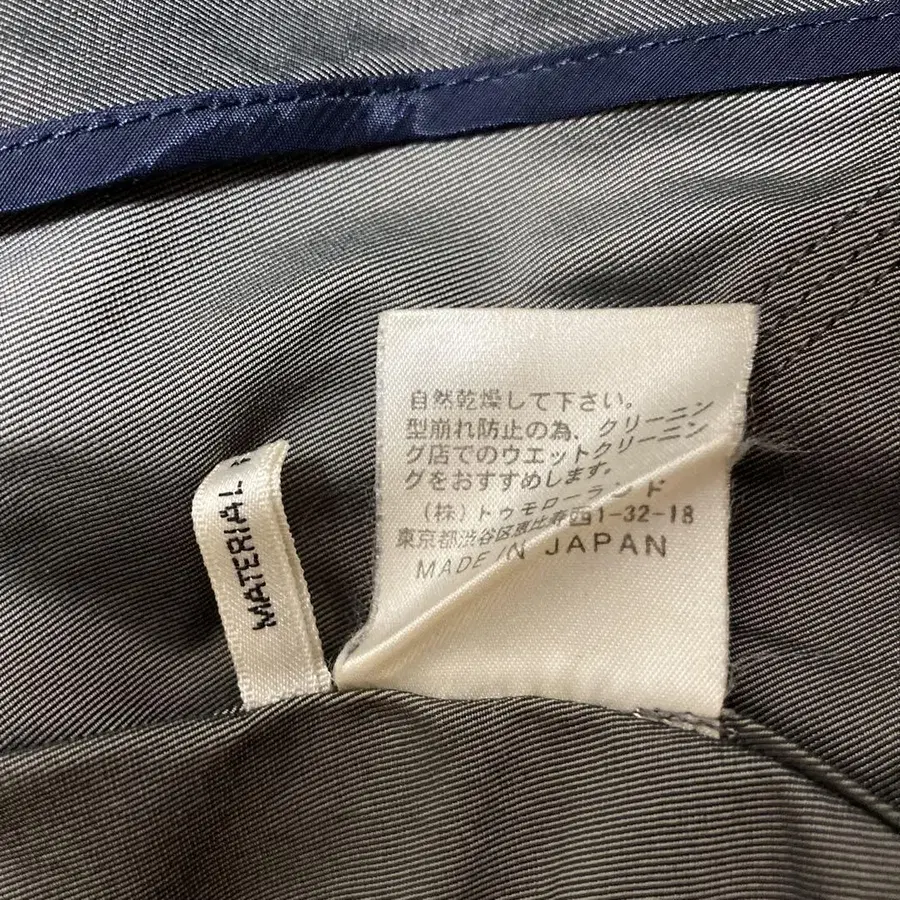 自然乾燥して下さい。
型崩れ防止の為、クリーニン
グ店でのウエットクリーニン
グをおすすめします。
(株)トゥモローランド
東京都渋谷区恵比寿西1-32-18
MADE IN JAPAN
MATERIAL